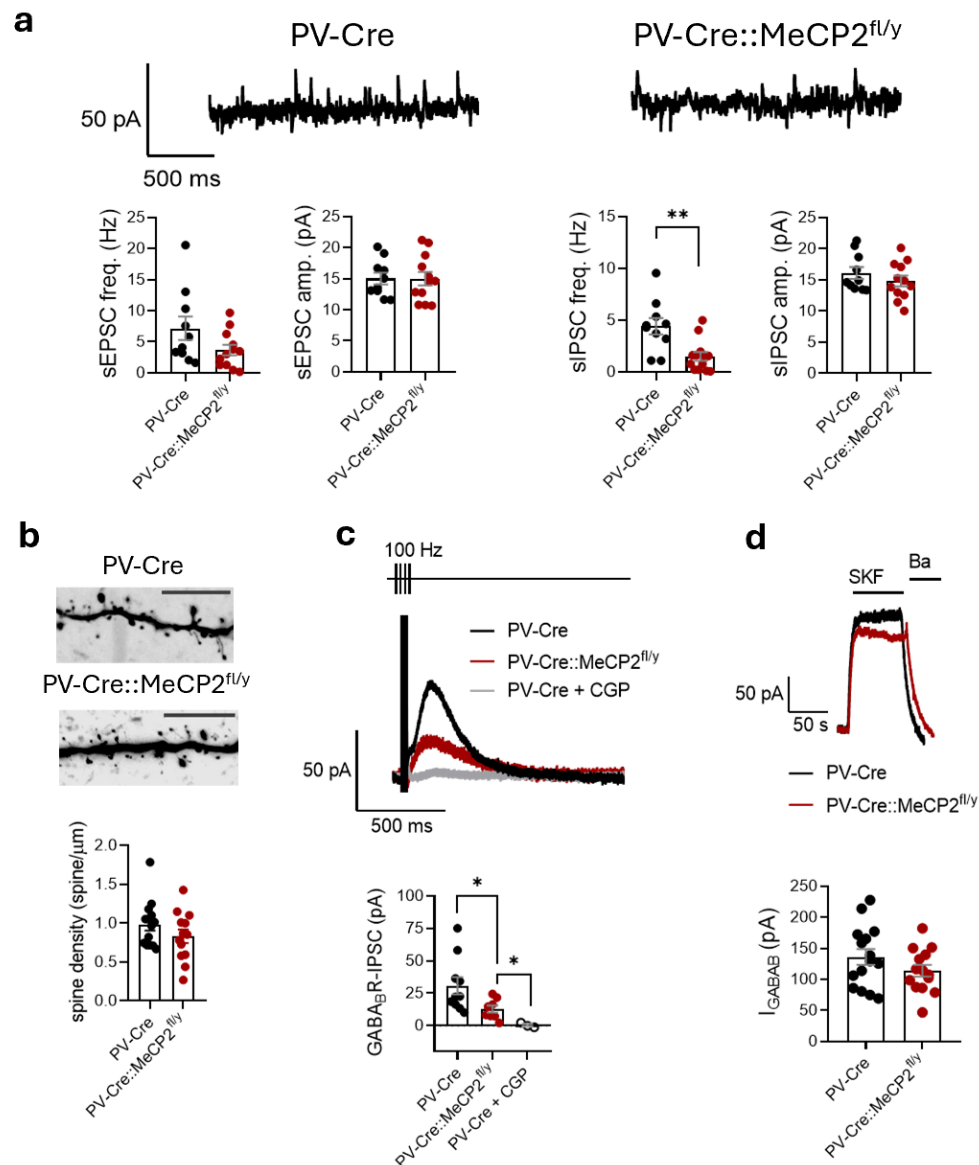 a
PV-Cre
PV-Cre::MeCP2fl/y
50 pA
500 ms
sEPSC freq. (Hz)
25
20
15
10
5
0
PV-Cre
PV-Cre::MeCP2fl/y
sEPSC amp. (pA)
25
20
15
10
5
0
PV-Cre
PV-Cre::MeCP2fl/y
sIPSC freq. (Hz)
15
10
5
0
**
PV-Cre
PV-Cre::MeCP2fl/y
sIPSC amp. (pA)
25
20
15
10
5
0
PV-Cre
PV-Cre::MeCP2fl/y
b
PV-Cre
PV-Cre::MeCP2fl/y
spine density (spine/μm)
2.0
1.5
1.0
0.5
0.0
PV-Cre
PV-Cre::MeCP2fl/y
c
100 Hz
PV-Cre
PV-Cre::MeCP2fl/y
PV-Cre + CGP
50 pA
500 ms
GABABR-IPSC (pA)
100
75
50
25
0
*
*
PV-Cre
PV-Cre::MeCP2fl/y
PV-Cre + CGP
d
Ba
SKF
50 pA
50 s
PV-Cre
PV-Cre::MeCP2fl/y
IGABAB (pA)
250
200
150
100
50
0
PV-Cre
PV-Cre::MeCP2fl/y